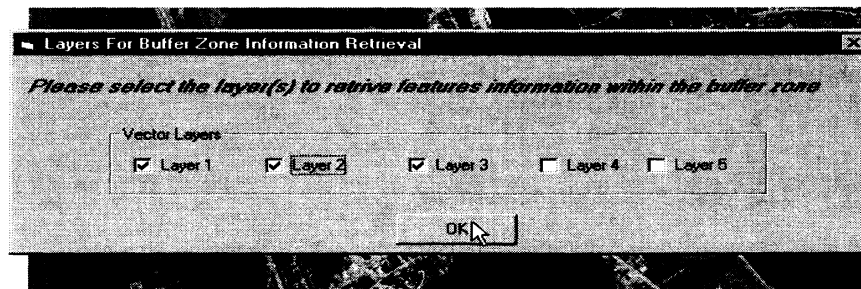 Layers For Buffer Zone Information Retrieval
Please select the layer(s) to retrive features information within the buffer zone
Vector Layers
Layer 1 Layer 2 Layer 3 Layer 4 Layer 5
OK